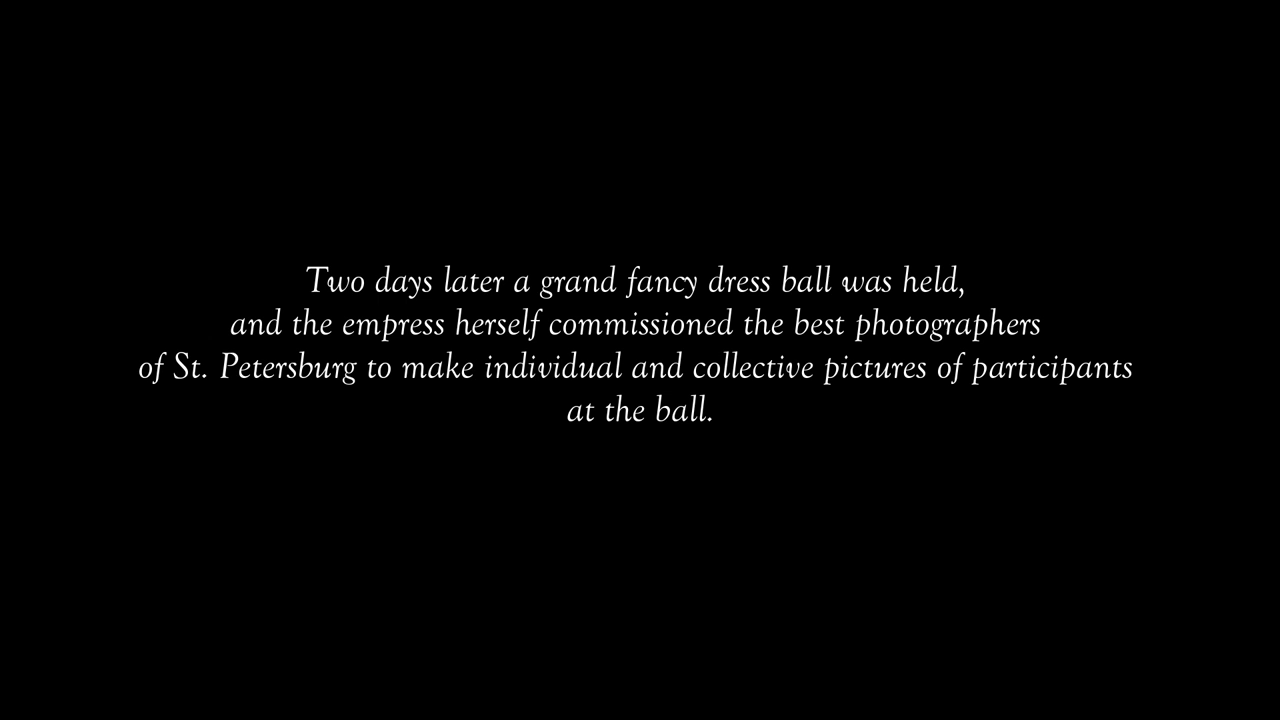 Two days later a grand fancy dress ball was held,
and the empress herself commissioned the best photographers
of St. Petersburg to make individual and collective pictures of participants
at the ball.